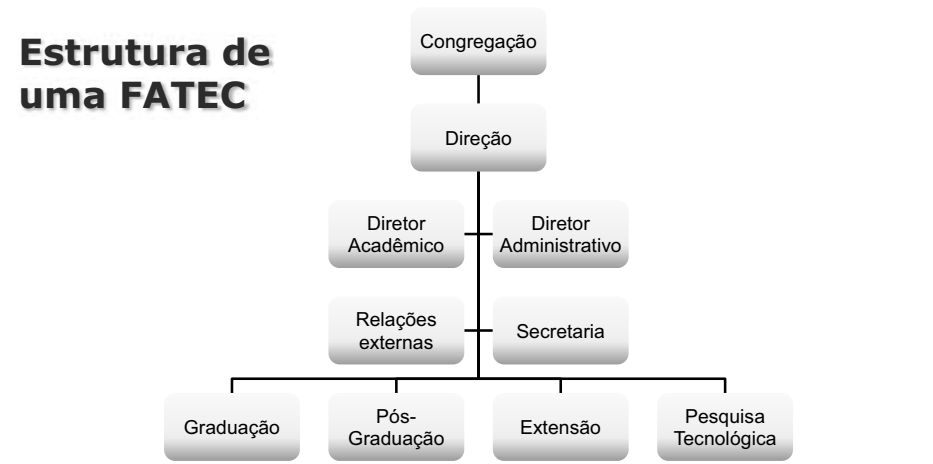 Estrutura de
uma FATEC
Congregação
Direção
Diretor
Acadêmico
Diretor
Administrativo
Relações
externas
Secretaria
Graduação
Pós-
Graduação
Extensão
Pesquisa
Tecnológica